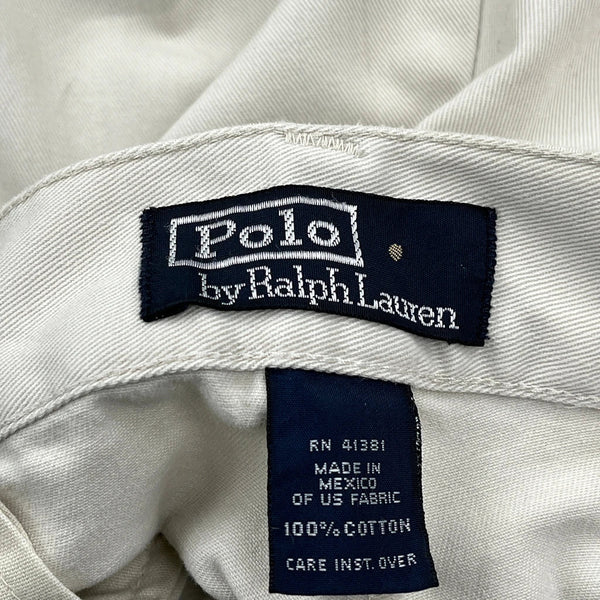 Polo
by Ralph Lauren
RN 41381
MADE IN
MEXICO
OF US FABRIC
100% COTTON
CARE INST. OVER